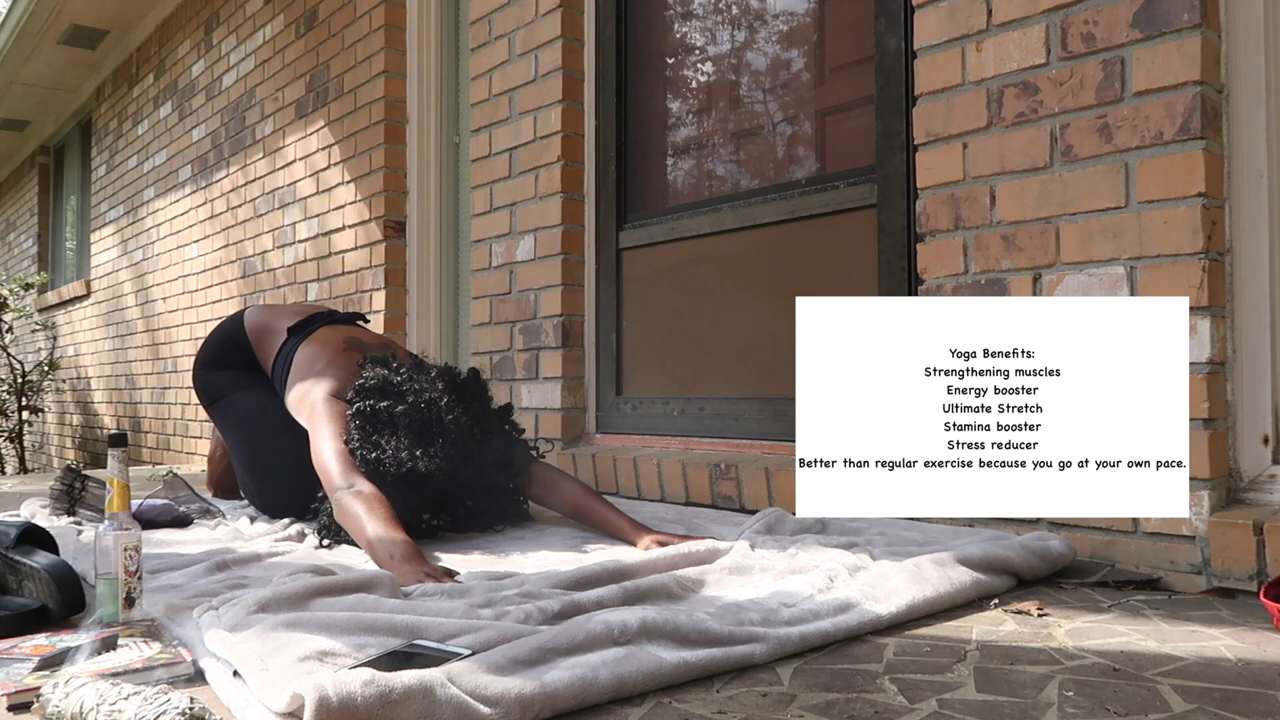 Yoga Benefits:
Strengthening muscles
Energy booster
Ultimate Stretch
Stamina booster
Stress reducer
Better than regular exercise because you go at your own pace.